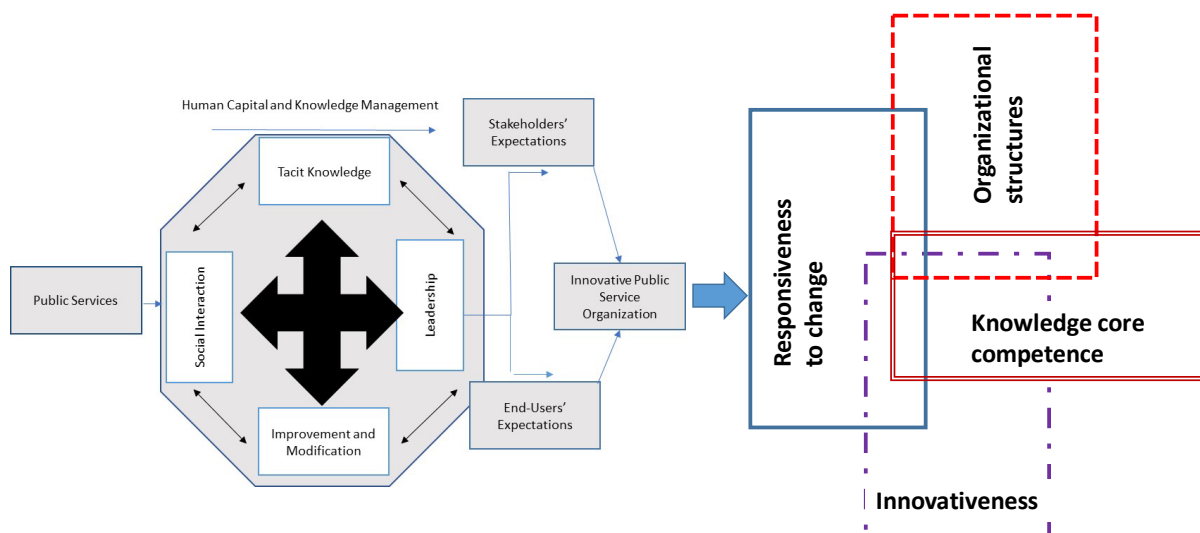 Human Capital and Knowledge Management
Public Services
Tacit Knowledge
Social Interaction
Leadership
Improvement and
Modification
Stakeholders’
Expectations
End-Users’
Expectations
Innovative Public
Service
Organization
Responsiveness
to change
Organizational
structures
Knowledge core
competence
Innovativeness